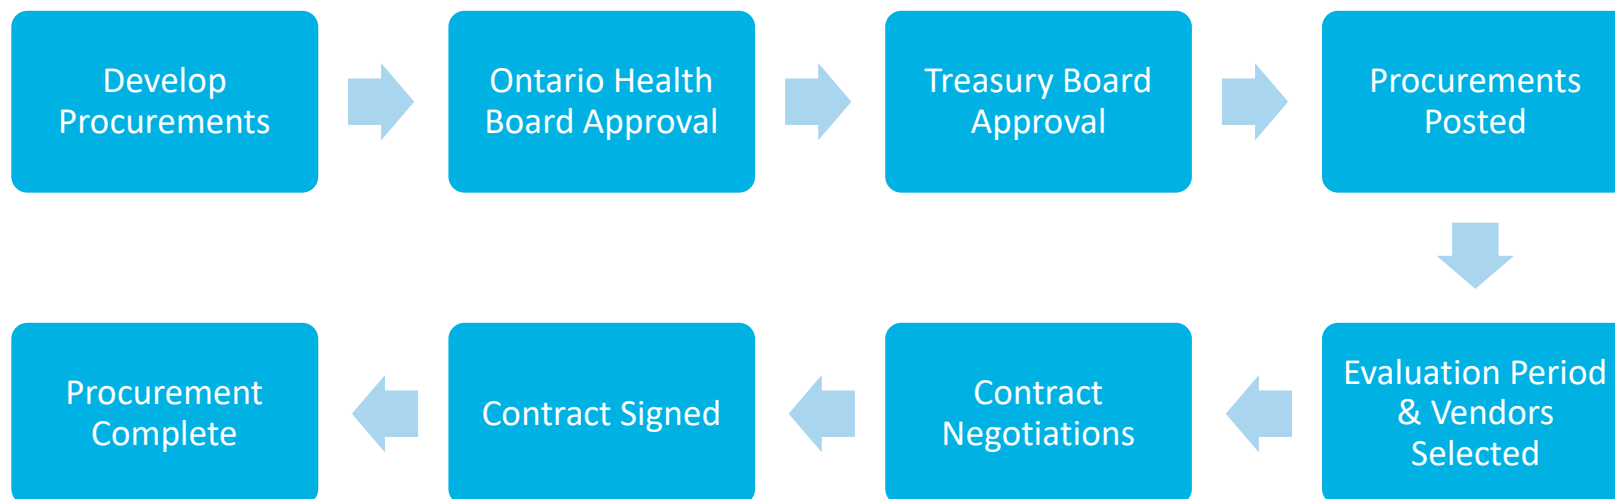 Develop
Procurements
Ontario Health
Board Approval
Treasury Board
Approval
Procurements
Posted
Evaluation Period
& Vendors
Selected
Contract
Negotiations
Contract Signed
Procurement
Complete